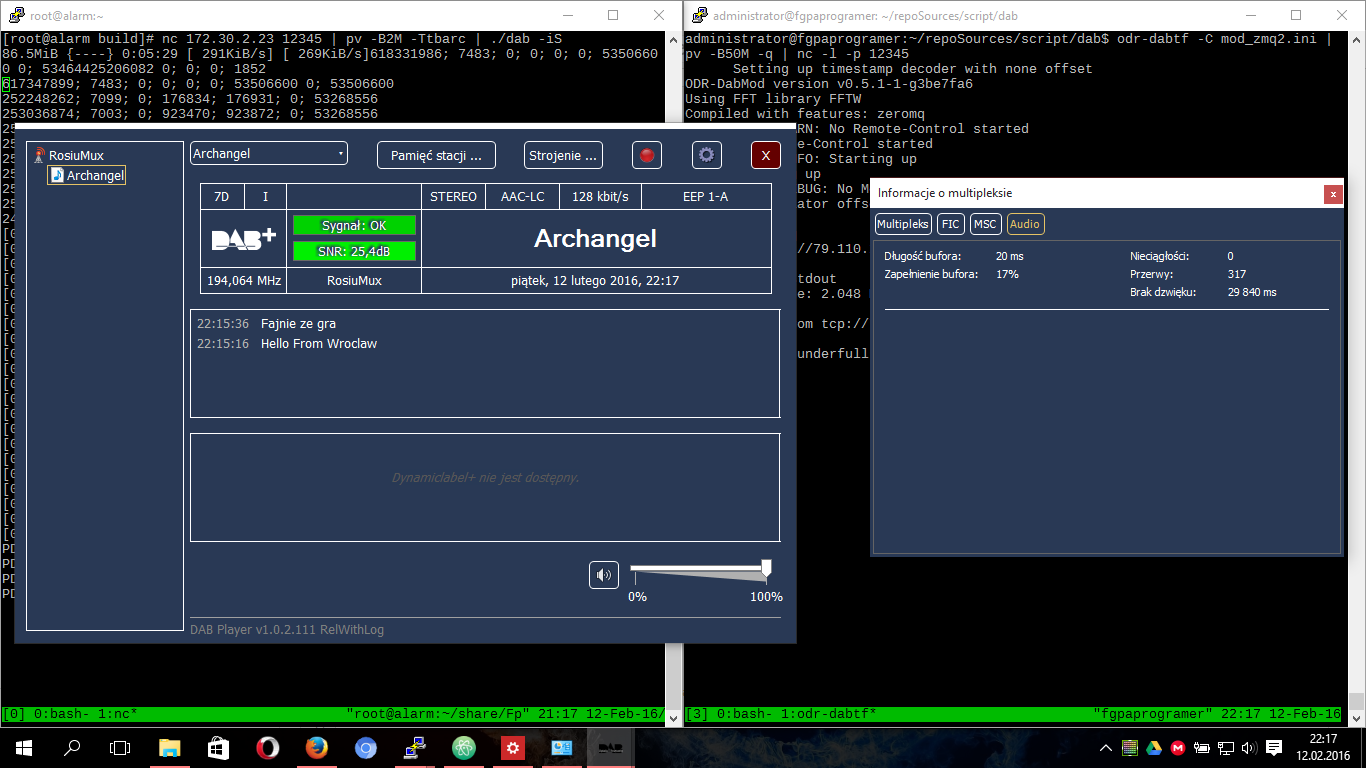 root@alarm:~
[root@alarm build]# nc 172.30.2.23 12345 | pv -B2M -Ttbarc | ./dab -iS
86.5MiB {----} 0:05:29 [ 291KiB/s] [ 269KiB/s]618331986; 7483; 0; 0; 0; 0; 5350660
0 0; 53464425206082 0; 0; 0; 1852
617347899; 7483; 0; 0; 0; 0; 53506600 0; 53506600
252248262; 7099; 0; 176834; 176931; 0; 53268556
253036874; 7003; 0; 923470; 923872; 0; 53268556
RosiuMux
Archangel
Archangel
Pamięć stacji ...
Strojenie ...
X
7D
I
STEREO
AAC-LC
128 kbit/s
EEP 1-A
DAB+
Sygnał: OK
SNR: 25,4dB
Archangel
194,064 MHz
RosiuMux
piątek, 12 lutego 2016, 22:17
22:15:36 Fajnie ze gra
22:15:16 Hello From Wroclaw
Dynamiclabel+ nie jest dostępny.
0%
100%
DAB Player v1.0.2.111 RelWithLog
[0] 0:bash- 1:nc* "root@alarm:~/share/Fp" 21:17 12-Feb-16/
administrator@fgpaprogramer: ~/repoSources/script/dab
administrator@fgpaprogramer:~/repoSources/script/dab$ odr-dabtf -C mod_zmq2.ini |
pv -B50M -q | nc -l -p 12345
Setting up timestamp decoder with none offset
ODR-DabMod version v0.5.1-1-g3be7fa6
Using FFT library FFTW
Compiled with features: zeromq
RN: No Remote-Control started
e-Control started
FO: Starting up
up
BUG: No M
ator offs
//79.110.
tdout
e: 2.048
om tcp://
underfull
Informacje o multipleksie
x
Multipleks
FIC
MSC
Audio
Długość bufora: 20 ms
Zapełnienie bufora: 17%
Nieciągłości: 0
Przerwy: 317
Brak dzwięku: 29 840 ms
[3] 0:bash- 1:odr-dabtf* "fgpaprogramer" 22:17 12-Feb-16
22:17
12.02.2016